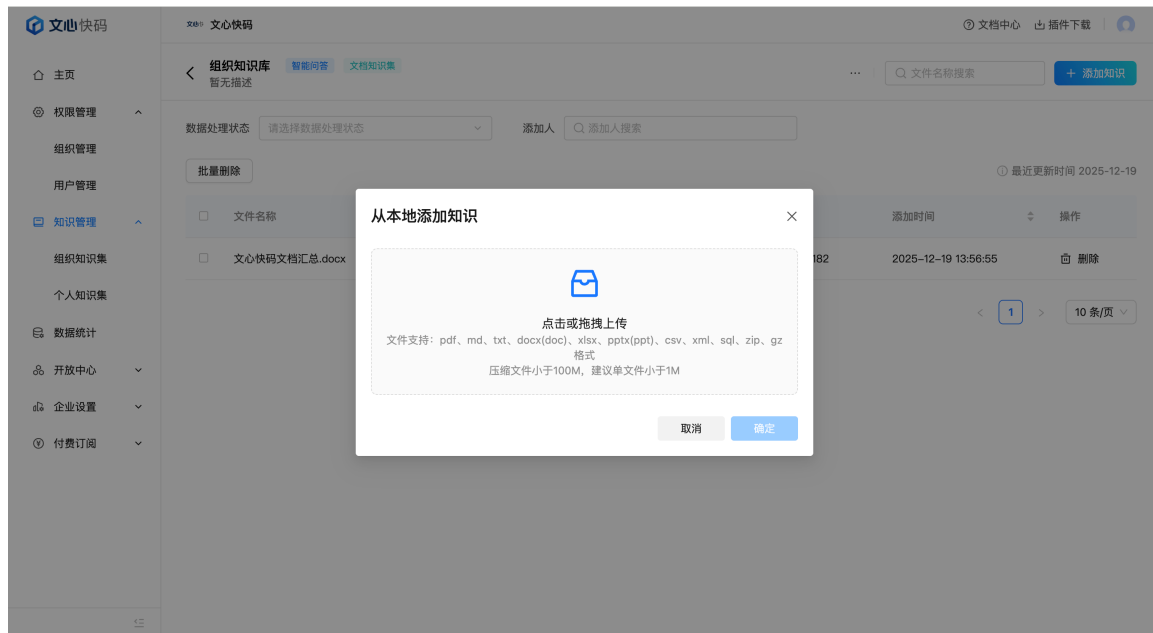 文心快码
文心快码
文档中心
插件下载
主页
权限管理
组织管理
用户管理
知识管理
组织知识集
个人知识集
数据统计
开放中心
企业设置
付费订阅
组织知识库 智能问答 文档知识集
暂无描述
... 文件名称搜索 + 添加知识
数据处理状态 请选择数据处理状态 添加人 添加人搜索
批量删除 最近更新时间 2025-12-19
文件名称 添加时间 操作
文心快码文档汇总.docx 182 2025-12-19 13:56:55 删除
< 1 > 10 条/页
从本地添加知识
点击或拖拽上传
文件支持：pdf、md、txt、docx(doc)、xlsx、pptx(ppt)、csv、xml、sql、zip、gz
格式
压缩文件小于100M，建议单文件小于1M
取消 确定